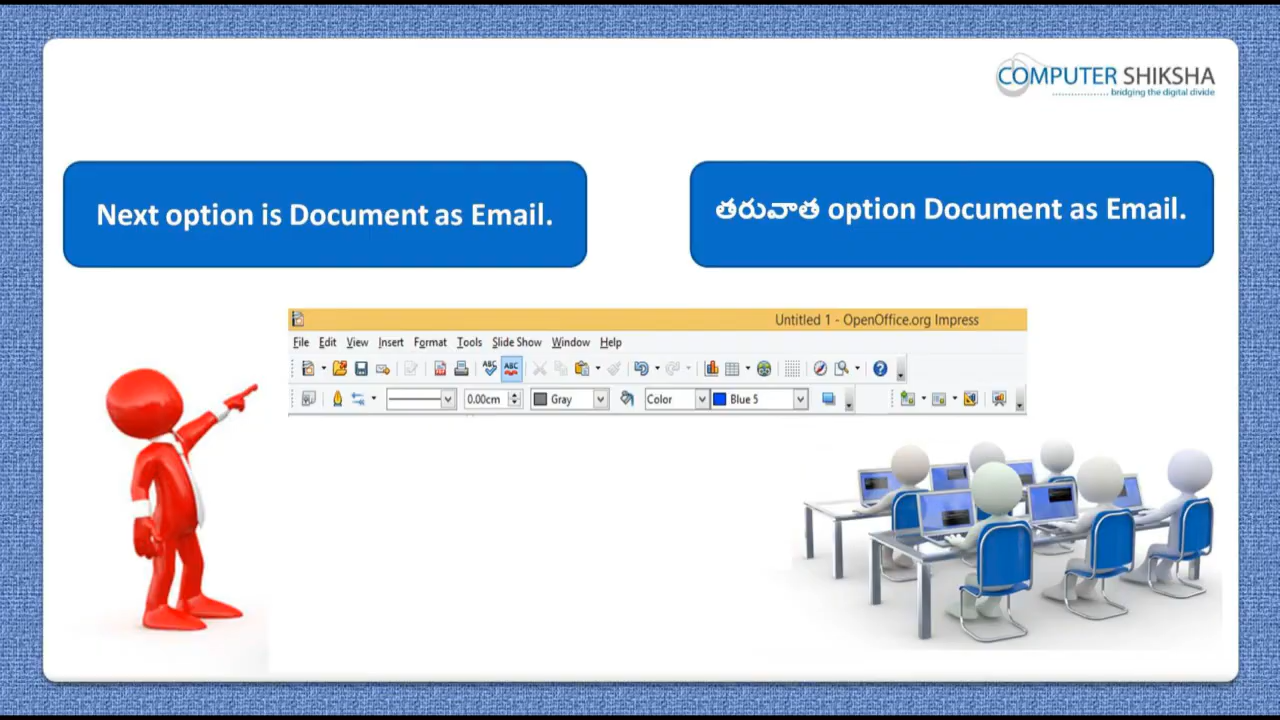 COMPUTER SHIKSHA
bridging the digital divide
Next option is Document as Email.
తరువాత option Document as Email.
Untitled 1 - OpenOffice.org Impress
File Edit View Insert Format Tools Slide Show Window Help
ABC ABC
0.00cm Gray Color Blue 5